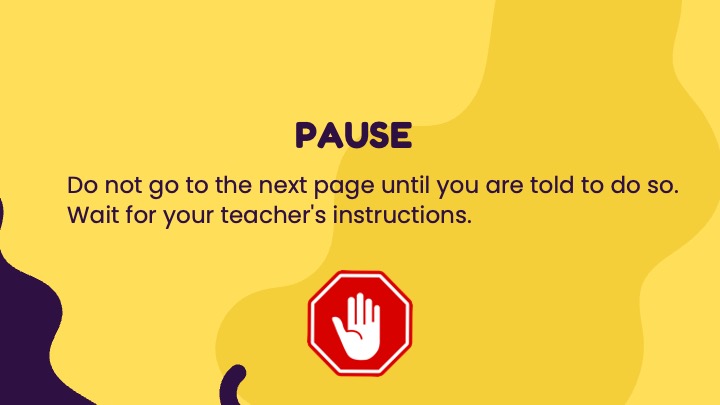 PAUSE
Do not go to the next page until you are told to do so.
Wait for your teacher's instructions.